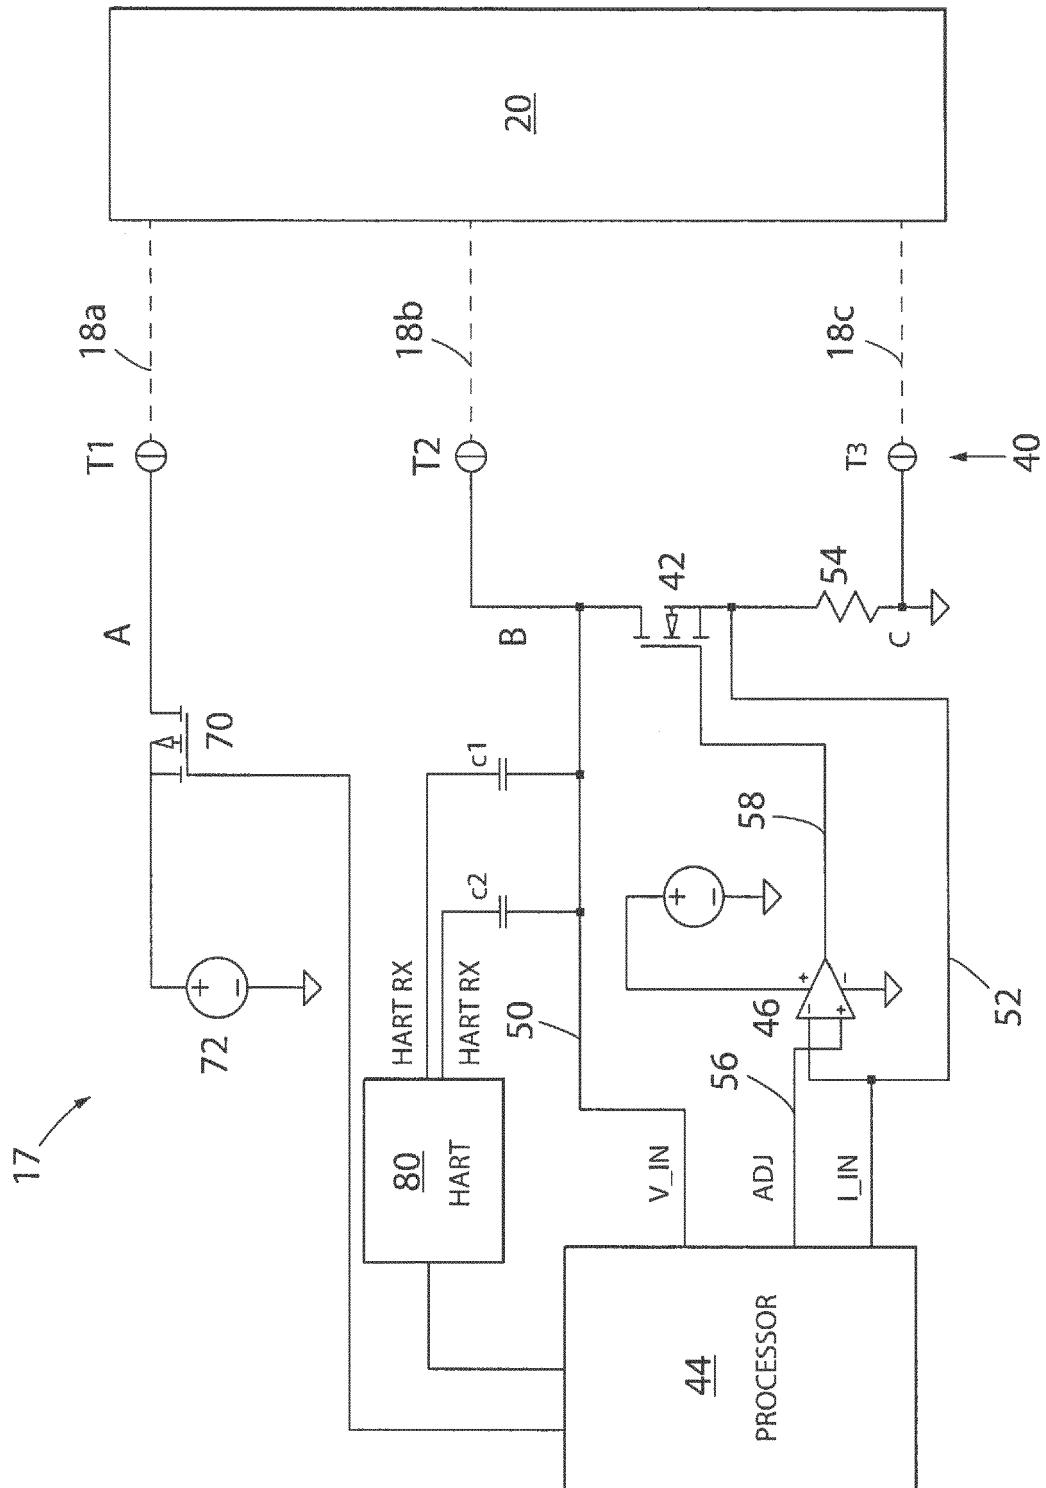 20
18a
18b
18c
T1
T2
T3
40
A
B
42
54
C
70
c1
c2
58
72
HART RX
HART RX
50
46
+
-
+
-
+
-
-
+
52
17
56
80
HART
V_IN
ADJ
I_IN
44
PROCESSOR